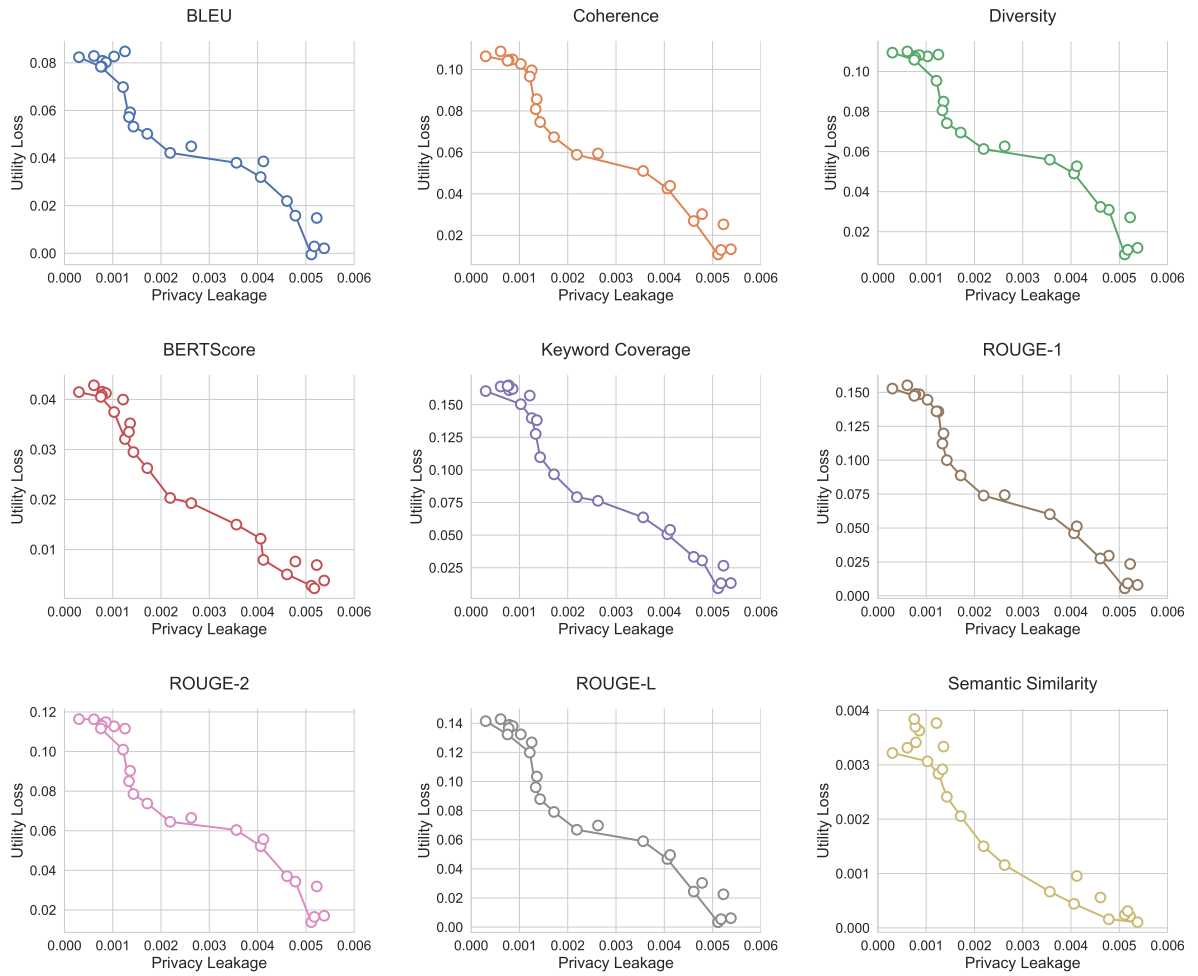 BLEU
Utility Loss
0.08
0.06
0.04
0.02
0.00
0.000 0.001 0.002 0.003 0.004 0.005 0.006
Privacy Leakage
Coherence
Utility Loss
0.10
0.08
0.06
0.04
0.02
0.000 0.001 0.002 0.003 0.004 0.005 0.006
Privacy Leakage
Diversity
Utility Loss
0.10
0.08
0.06
0.04
0.02
0.000 0.001 0.002 0.003 0.004 0.005 0.006
Privacy Leakage
BERTScore
Utility Loss
0.04
0.03
0.02
0.01
0.000 0.001 0.002 0.003 0.004 0.005 0.006
Privacy Leakage
Keyword Coverage
Utility Loss
0.150
0.125
0.100
0.075
0.050
0.025
0.000 0.001 0.002 0.003 0.004 0.005 0.006
Privacy Leakage
ROUGE-1
Utility Loss
0.150
0.125
0.100
0.075
0.050
0.025
0.000
0.000 0.001 0.002 0.003 0.004 0.005 0.006
Privacy Leakage
ROUGE-2
Utility Loss
0.12
0.10
0.08
0.06
0.04
0.02
0.000 0.001 0.002 0.003 0.004 0.005 0.006
Privacy Leakage
ROUGE-L
Utility Loss
0.14
0.12
0.10
0.08
0.06
0.04
0.02
0.00
0.000 0.001 0.002 0.003 0.004 0.005 0.006
Privacy Leakage
Semantic Similarity
Utility Loss
0.004
0.003
0.002
0.001
0.000
0.000 0.001 0.002 0.003 0.004 0.005 0.006
Privacy Leakage